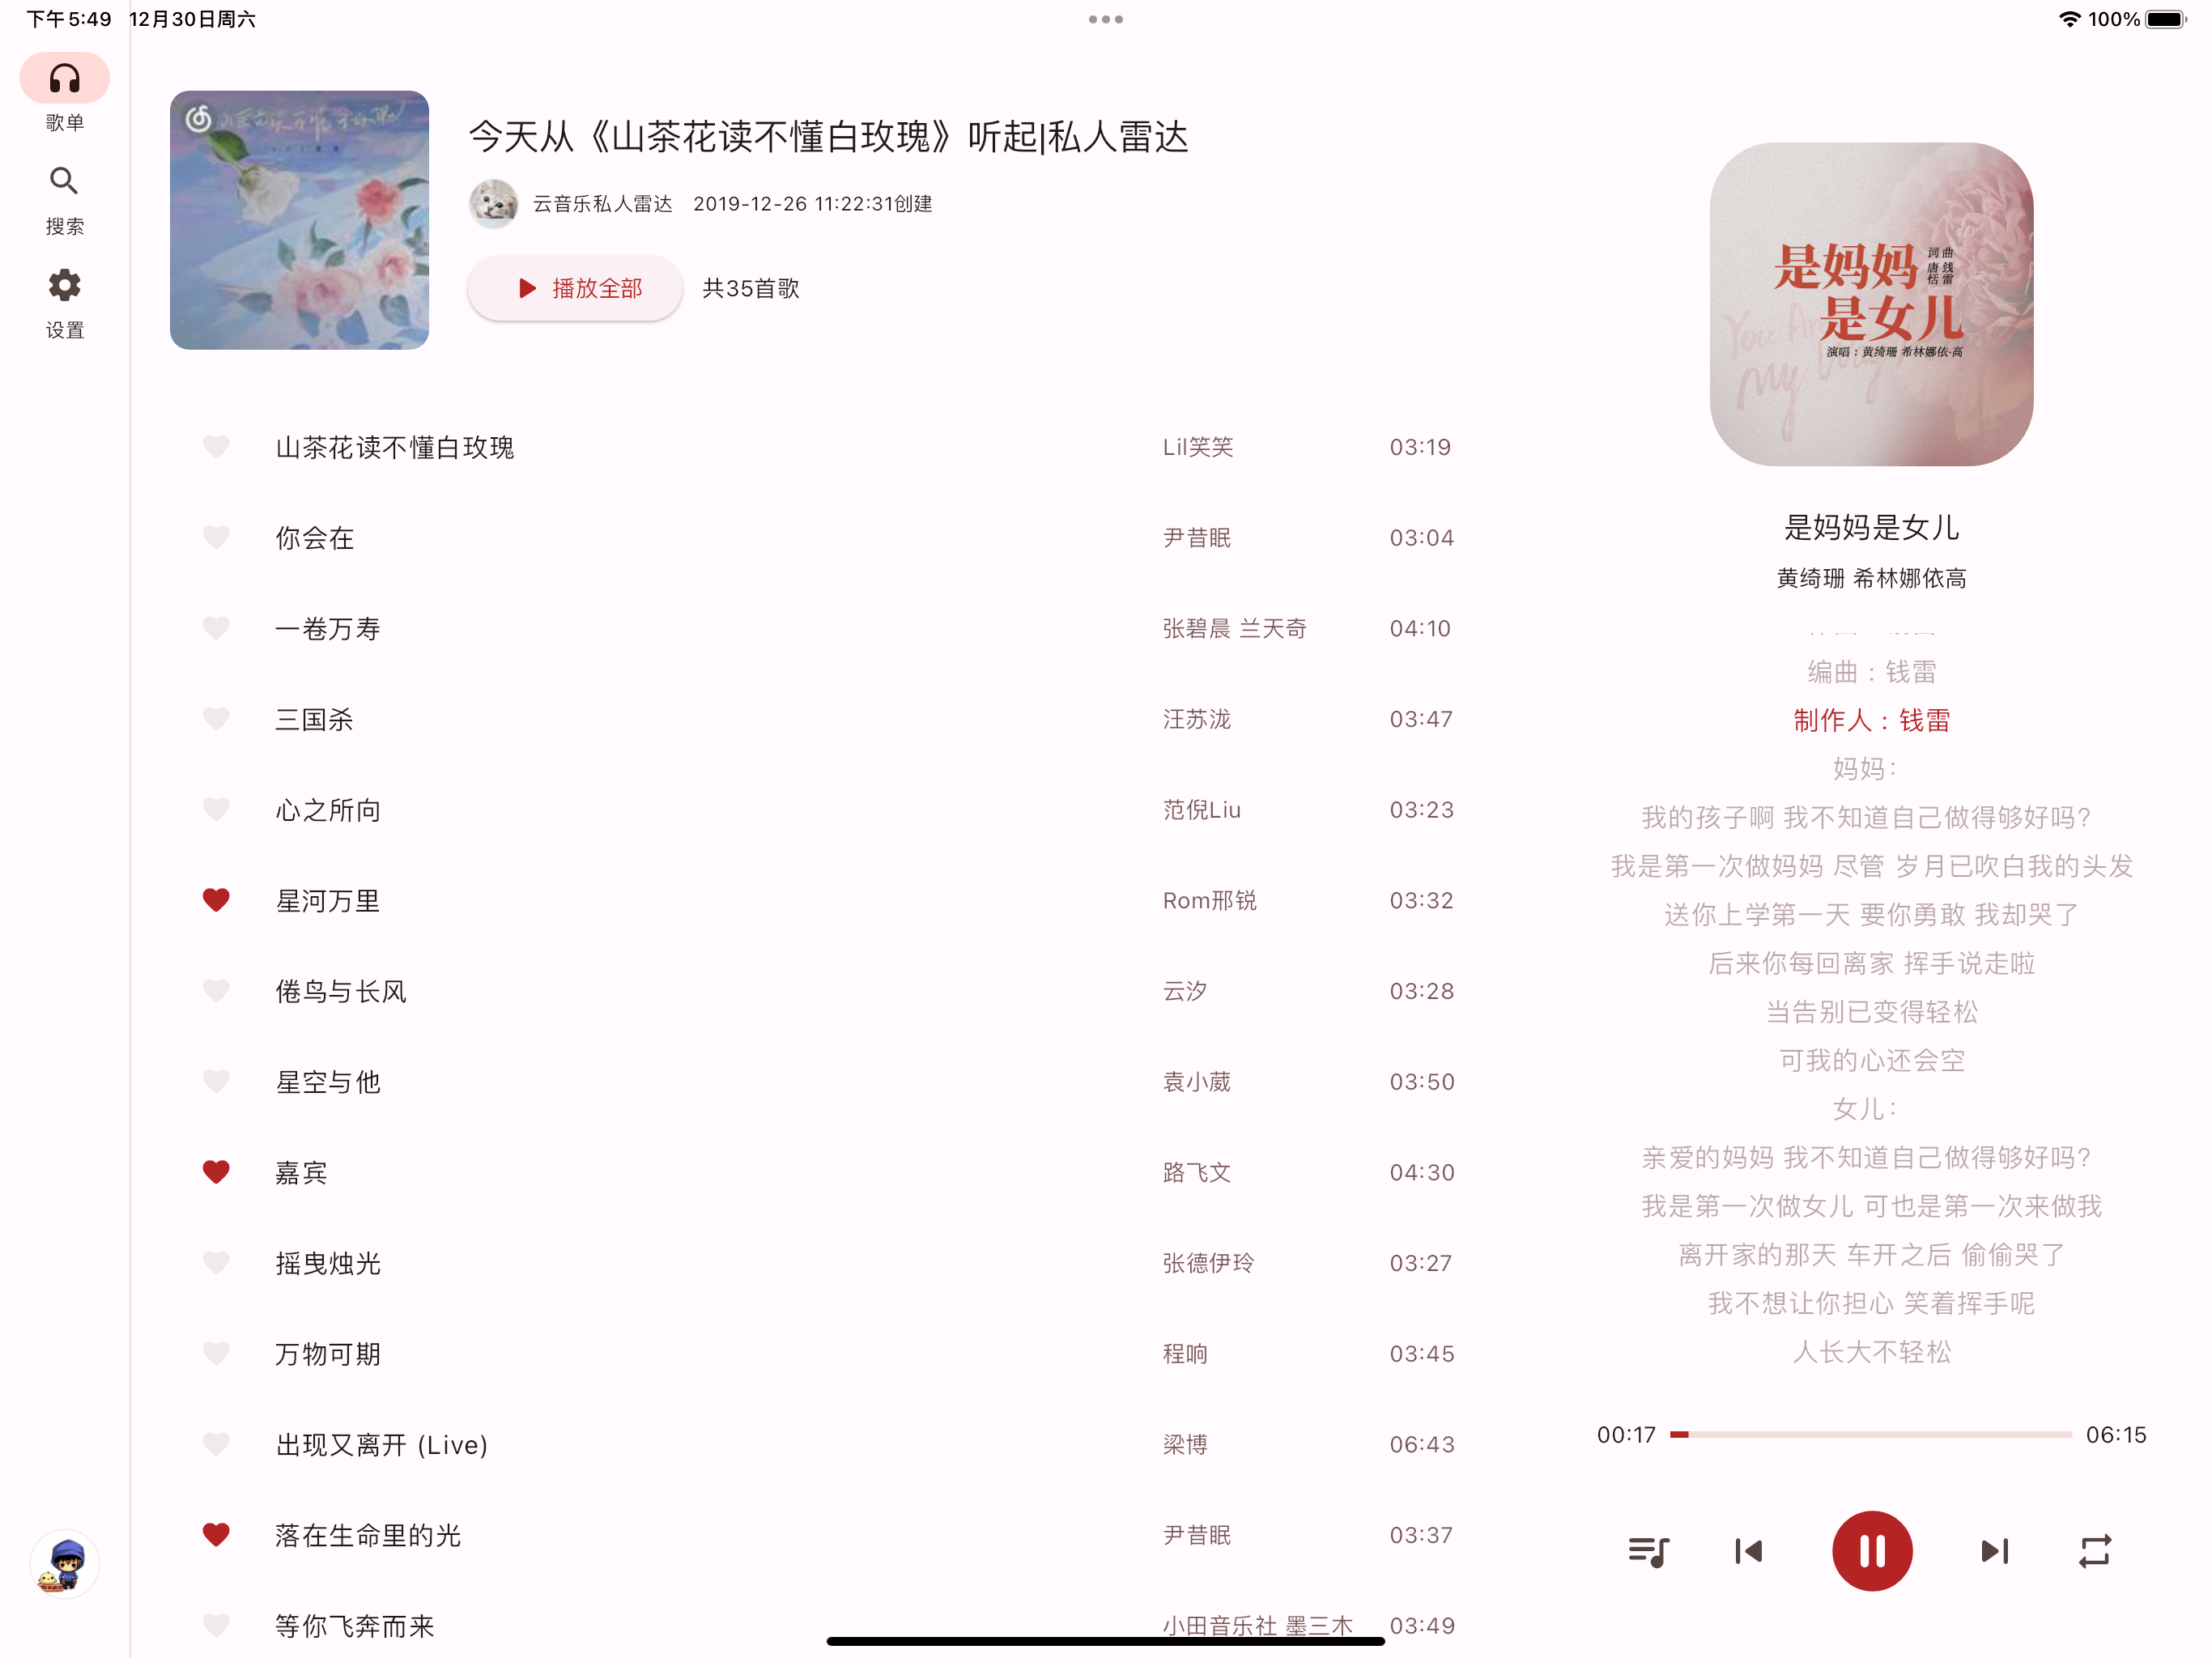 下午5:49 12月30日周六
100%
歌单
搜索
设置
今天从《山茶花读不懂白玫瑰》听起|私人雷达
云音乐私人雷达 2019-12-26 11:22:31创建
播放全部 共35首歌
山茶花读不懂白玫瑰 Lil笑笑 03:19
你会在 尹昔眠 03:04
一卷万寿 张碧晨 兰天奇 04:10
三国杀 汪苏泷 03:47
心之所向 范倪Liu 03:23
星河万里 Rom邢锐 03:32
倦鸟与长风 云汐 03:28
星空与他 袁小葳 03:50
嘉宾 路飞文 04:30
摇曳烛光 张德伊玲 03:27
万物可期 程响 03:45
出现又离开 (Live) 梁博 06:43
落在生命里的光 尹昔眠 03:37
等你飞奔而来 小田音乐社 墨三木 03:49
是妈妈
是女儿
词 曲
唐 钱
恬 雷
You Are
My
演唱：黄绮珊 希林娜依·高
是妈妈是女儿
黄绮珊 希林娜依高
编曲：钱雷
制作人：钱雷
妈妈：
我的孩子啊 我不知道自己做得够好吗?
我是第一次做妈妈 尽管 岁月已吹白我的头发
送你上学第一天 要你勇敢 我却哭了
后来你每回离家 挥手说走啦
当告别已变得轻松
可我的心还会空
女儿：
亲爱的妈妈 我不知道自己做得够好吗?
我是第一次做女儿 可也是第一次来做我
离开家的那天 车开之后 偷偷哭了
我不想让你担心 笑着挥手呢
人长大不轻松
00:17 06:15